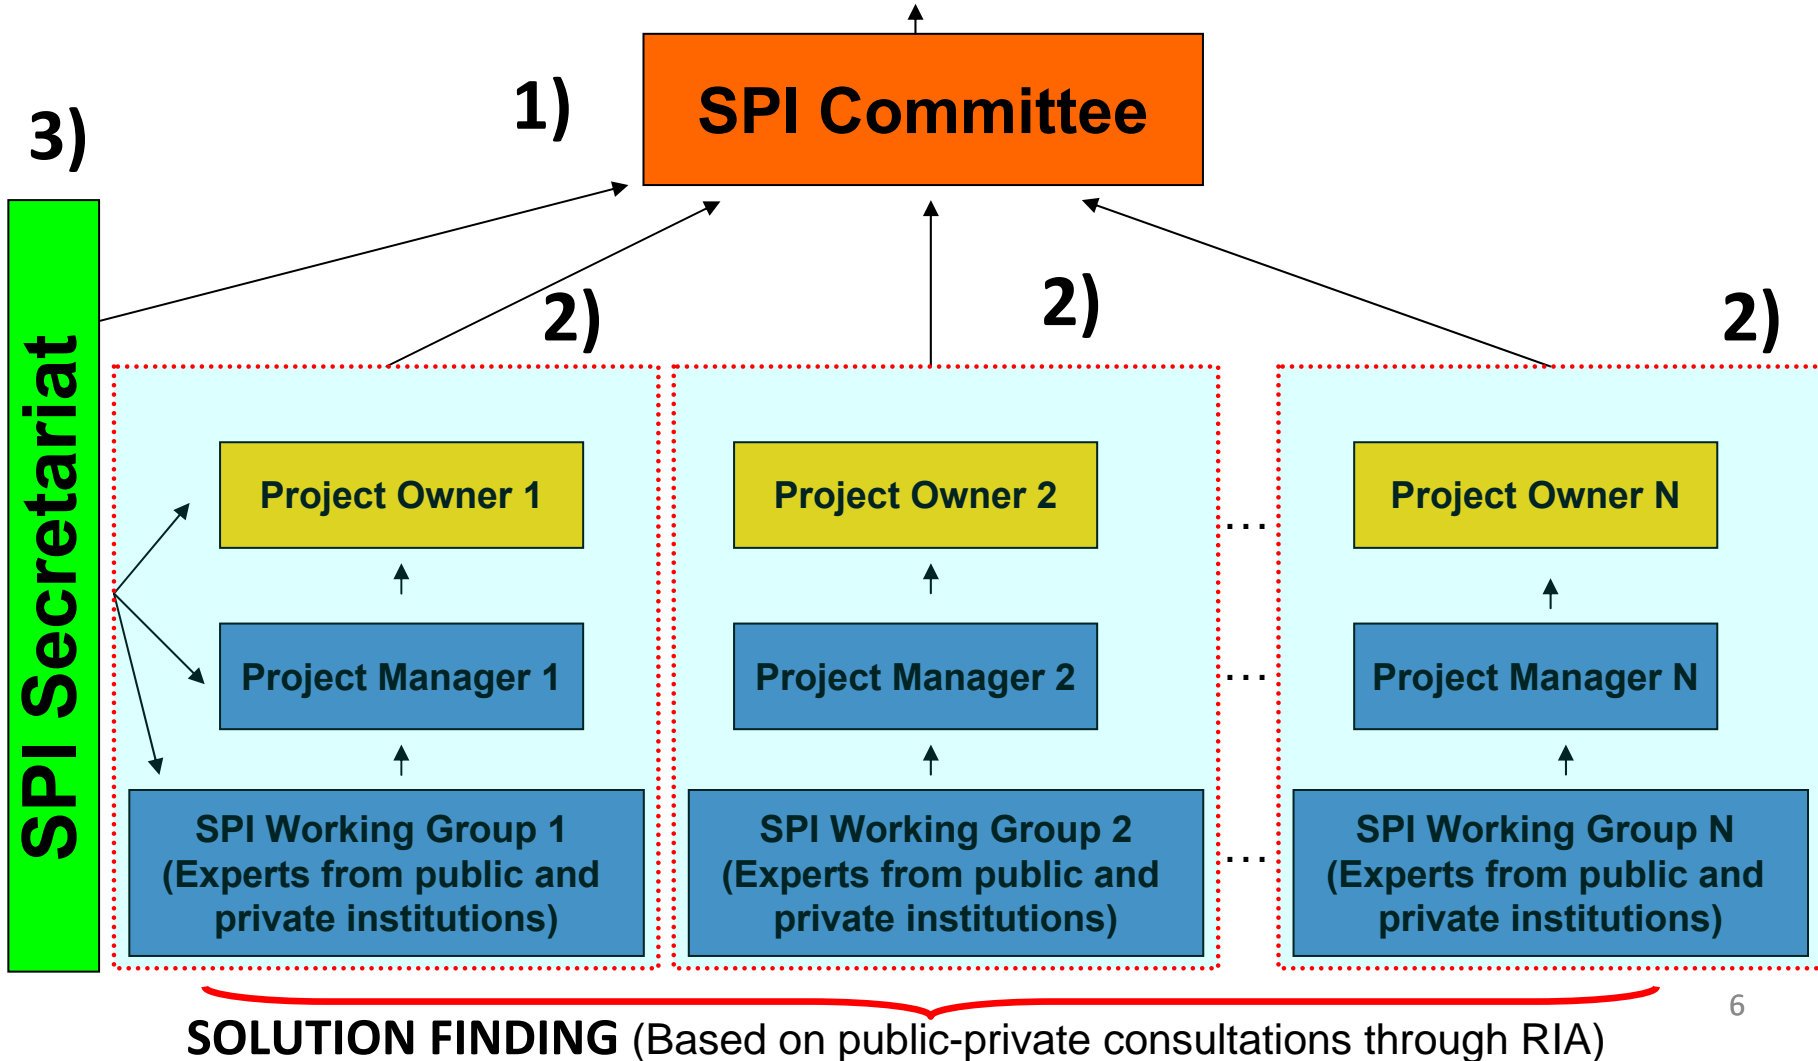 1)
SPI Committee
3)
2)
2)
2)
SPI Secretariat
Project Owner 1
Project Owner 2
...
Project Owner N
Project Manager 1
Project Manager 2
...
Project Manager N
SPI Working Group 1
(Experts from public and
private institutions)
SPI Working Group 2
(Experts from public and
private institutions)
...
SPI Working Group N
(Experts from public and
private institutions)
6
SOLUTION FINDING (Based on public-private consultations through RIA)